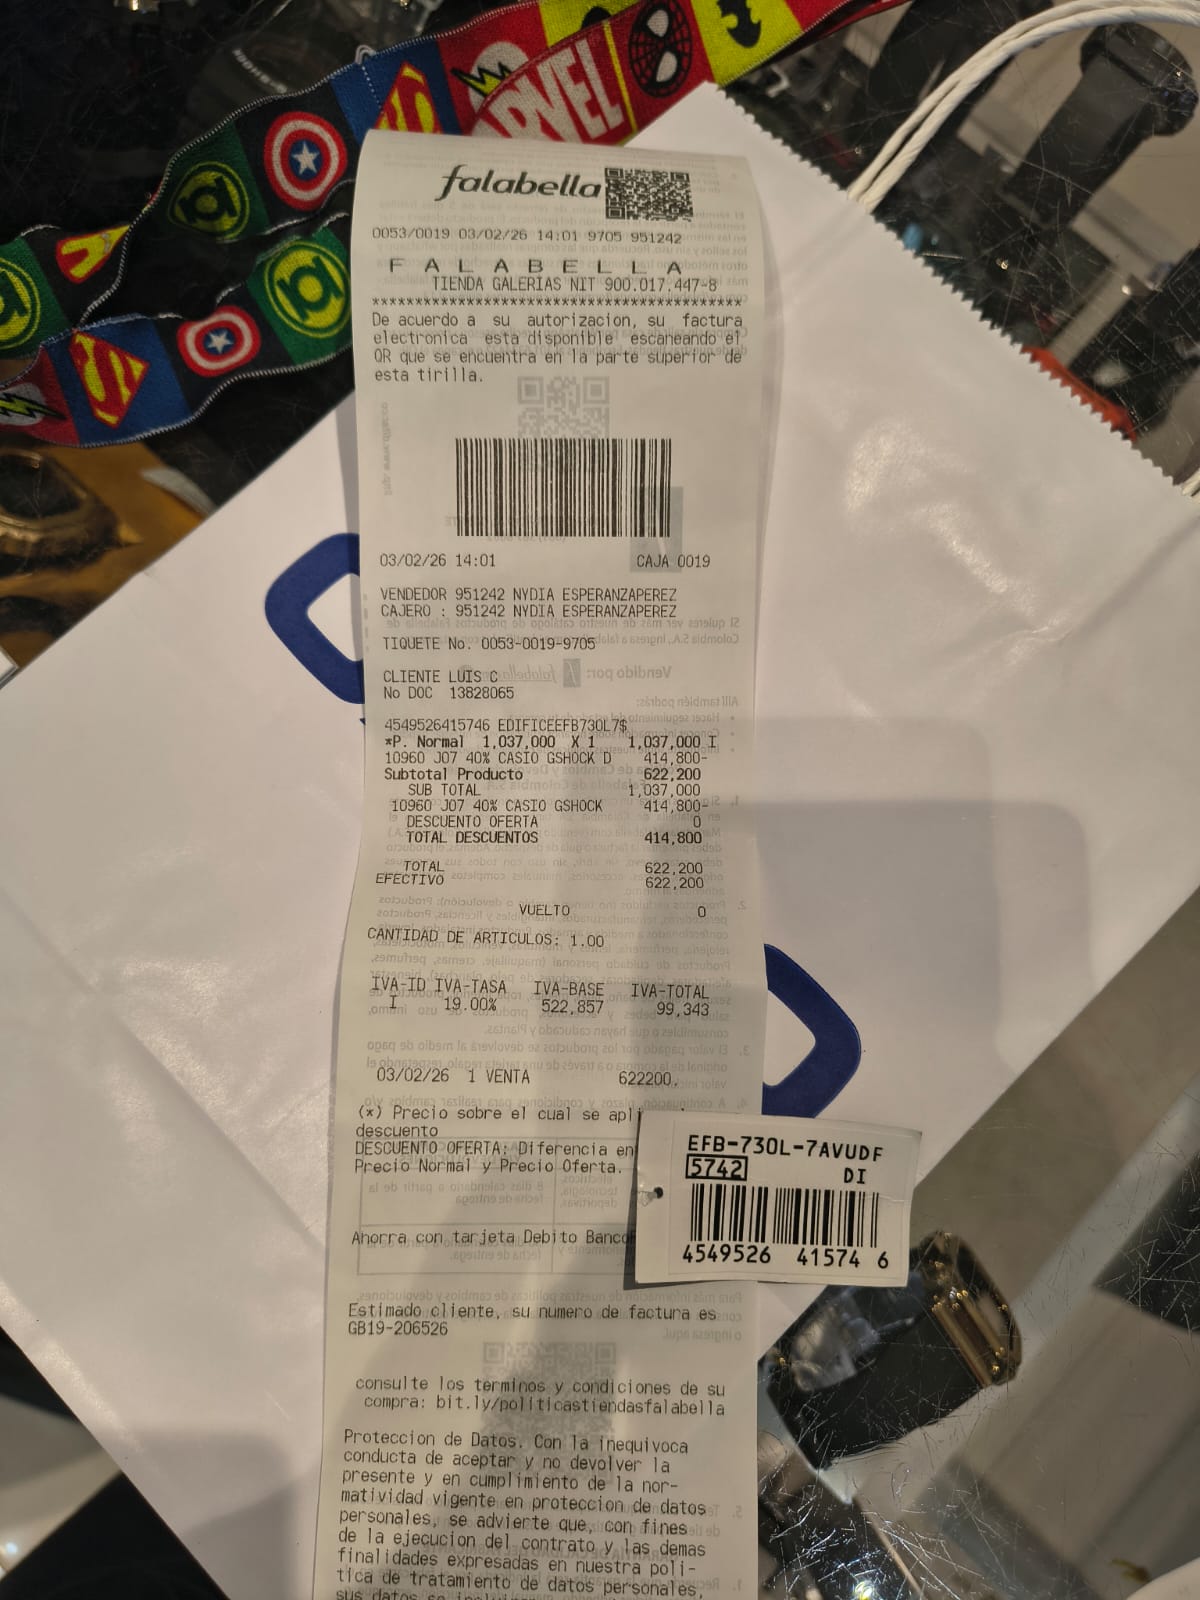 MARVEL
falabella
0053/0019 03/02/26 14:01 9705 951242
F A L A B E L L A
TIENDA GALERIAS NIT 900.017.447-8
******************************************
De acuerdo a su autorizacion, su factura
electronica esta disponible escaneando el
QR que se encuentra en la parte superior de
esta tirilla.
03/02/26 14:01 CAJA 0019
VENDEDOR 951242 NYDIA ESPERANZAPEREZ
CAJERO : 951242 NYDIA ESPERANZAPEREZ
TIQUETE No. 0053-0019-9705
CLIENTE LUIS C
No DOC 13828065
4549526415746 EDIFICEEFB730L7$
*P. Normal 1,037,000 X 1 1,037,000 I
10960 J07 40% CASIO GSHOCK D 414,800-
Subtotal Producto 622,200
SUB TOTAL 1,037,000
10960 J07 40% CASIO GSHOCK 414,800-
DESCUENTO OFERTA 0
TOTAL DESCUENTOS 414,800
TOTAL 622,200
EFECTIVO 622,200
VUELTO 0
CANTIDAD DE ARTICULOS: 1.00
IVA-ID IVA-TASA IVA-BASE IVA-TOTAL
I 19.00% 522,857 99,343
03/02/26 1 VENTA 622200.
(*) Precio sobre el cual se apli
descuento
DESCUENTO OFERTA: Diferencia en
Precio Normal y Precio Oferta.
Ahorra con tarjeta Debito Banco
Estimado cliente, su numero de factura es
GB19-206526
consulte los terminos y condiciones de su
compra: bit.ly/politicastiendasfalabella
Proteccion de Datos. Con la inequivoca
conducta de aceptar y no devolver la
presente y en cumplimiento de la nor-
matividad vigente en proteccion de datos
personales, se advierte que, con fines
de la ejecucion del contrato y las demas
finalidades expresadas en nuestra poli-
tica de tratamiento de datos personales,
EFB-730L-7AVUDF
5742 DI
4549526 41574 6